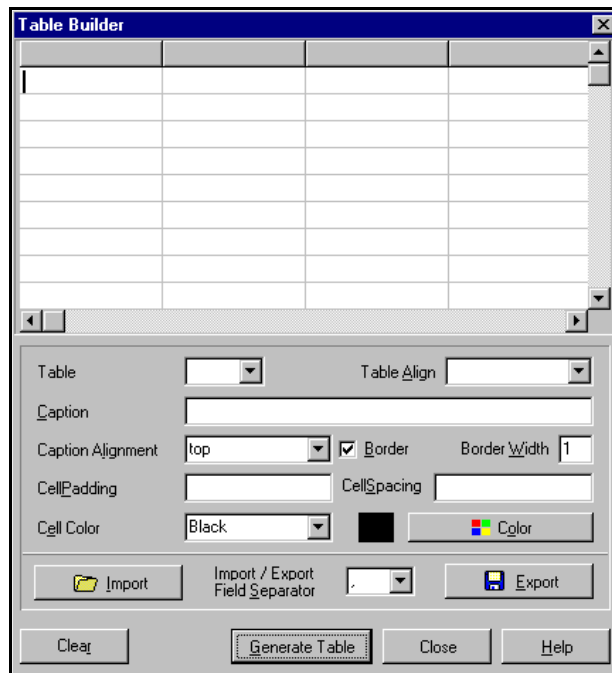 Table Builder
Table
Table Align
Caption
Caption Alignment
top
Border
Border Width
1
CellPadding
CellSpacing
Cell Color
Black
Color
Import
Import / Export
Field Separator
,
Export
Clear
Generate Table
Close
Help